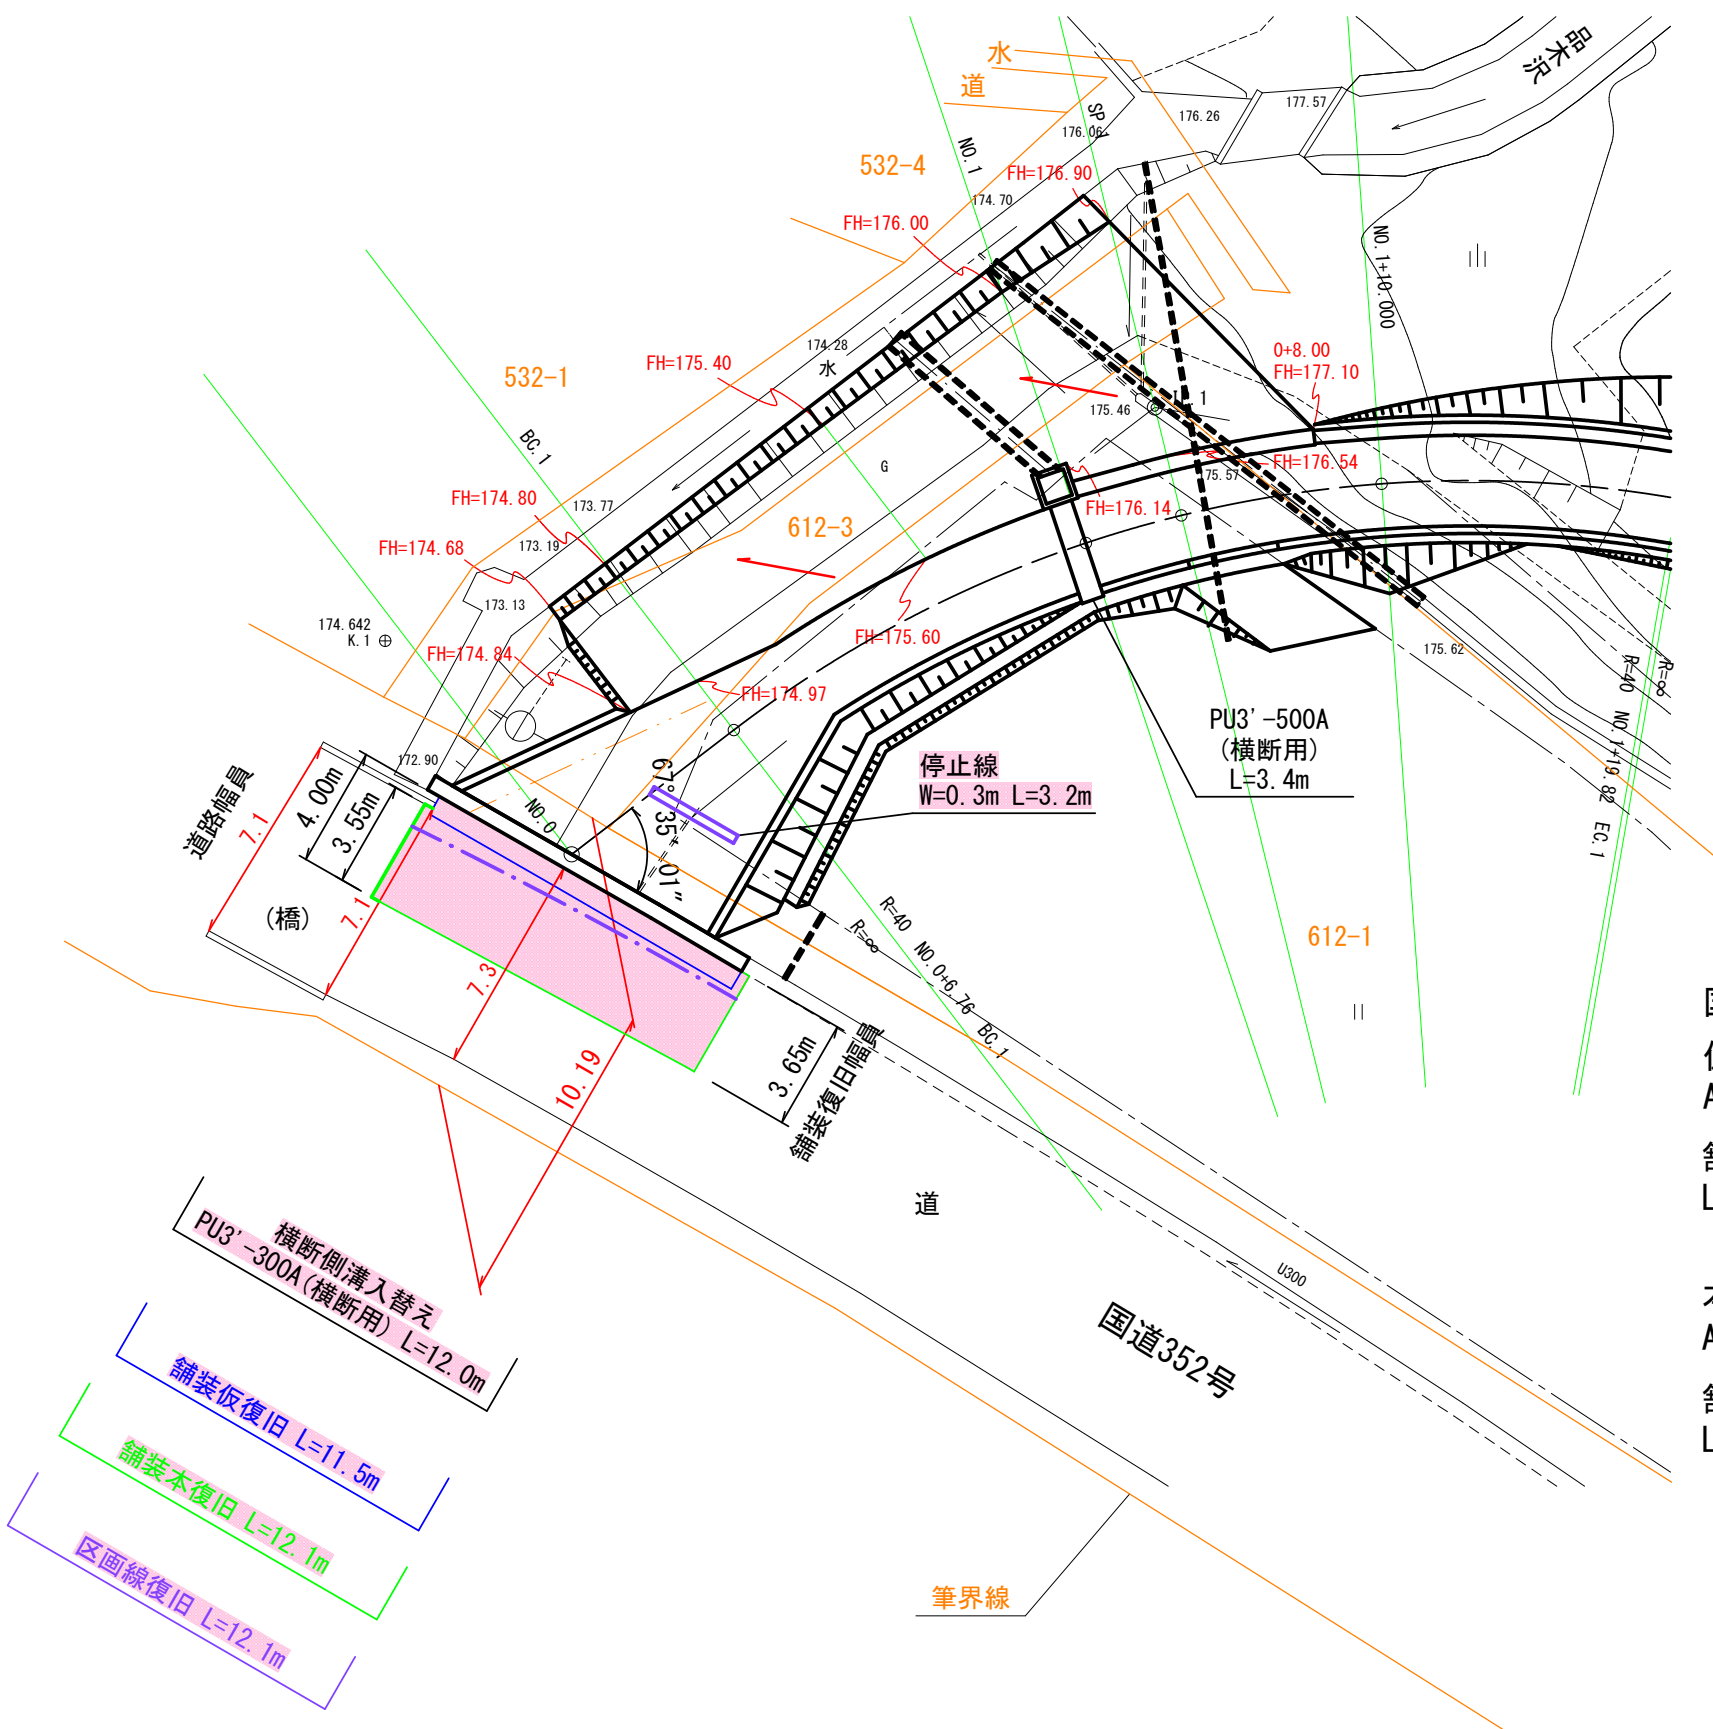 水
道
品木沢
177.57
176.26
SP.1
176.06
NO.1
532-4
FH=176.90
174.70
FH=176.00
NO.1+10.000
532-1
174.28
水
FH=175.40
0+8.00
FH=177.10
175.46
1
BC.1
G
FH=176.54
75.57
FH=174.80
173.77
FH=176.14
612-3
173.19
FH=174.68
173.13
174.642
K.1
FH=175.60
FH=174.84
175.62
FH=174.97
R=40
R=∞
NO.1+19.82
EC.1
PU3'-500A
(横断用)
L=3.4m
停止線
W=0.3m L=3.2m
172.90
道路幅員
7.1
4.00m
3.55m
NO.0
67°35' 01"
(橋)
7.1
7.3
10.19
R=40 NO.0+6.76 BC.1
R=∞
612-1
3.65m
舗装復旧幅員
道
U300
国道352号
横断側溝入替え
PU3'-300A(横断用) L=12.0m
舗装仮復旧 L=11.5m
舗装本復旧 L=12.1m
区画線復旧 L=12.1m
筆界線